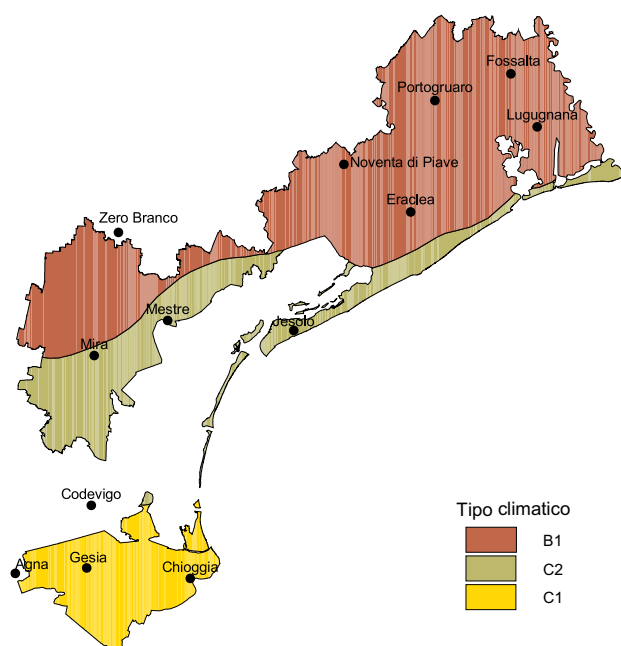 Fossalta
Portogruaro
Lugugnana
Noventa di Piave
Eraclea
Zero Branco
Mestre
Jesolo
Mira
Codevigo
Agna
Gesia
Chioggia
Tipo climatico
B1
C2
C1